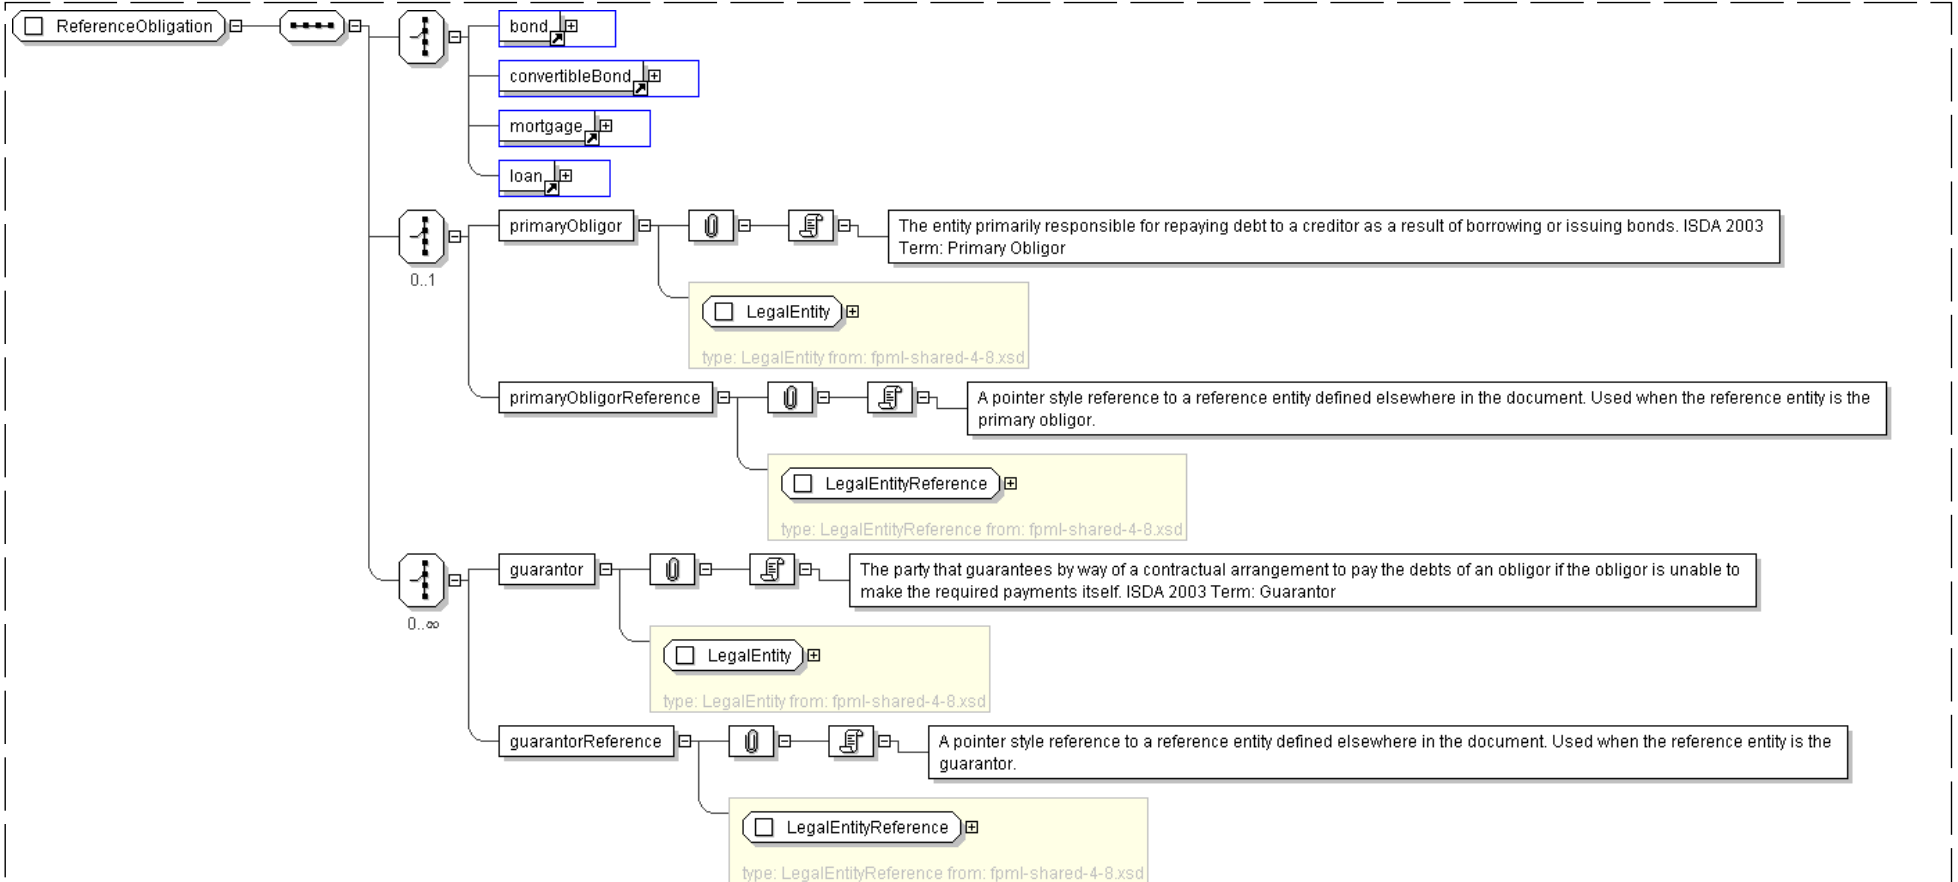 ReferenceObligation
bond
convertibleBond
mortgage
loan
primaryObligor
The entity primarily responsible for repaying debt to a creditor as a result of borrowing or issuing bonds. ISDA 2003
Term: Primary Obligor
0..1
LegalEntity
type: LegalEntity from: fpml-shared-4-8.xsd
primaryObligorReference
A pointer style reference to a reference entity defined elsewhere in the document. Used when the reference entity is the
primary obligor.
LegalEntityReference
type: LegalEntityReference from: fpml-shared-4-8.xsd
guarantor
The party that guarantees by way of a contractual arrangement to pay the debts of an obligor if the obligor is unable to
make the required payments itself. ISDA 2003 Term: Guarantor
0..∞
LegalEntity
type: LegalEntity from: fpml-shared-4-8.xsd
guarantorReference
A pointer style reference to a reference entity defined elsewhere in the document. Used when the reference entity is the
guarantor.
LegalEntityReference
type: LegalEntityReference from: fpml-shared-4-8.xsd